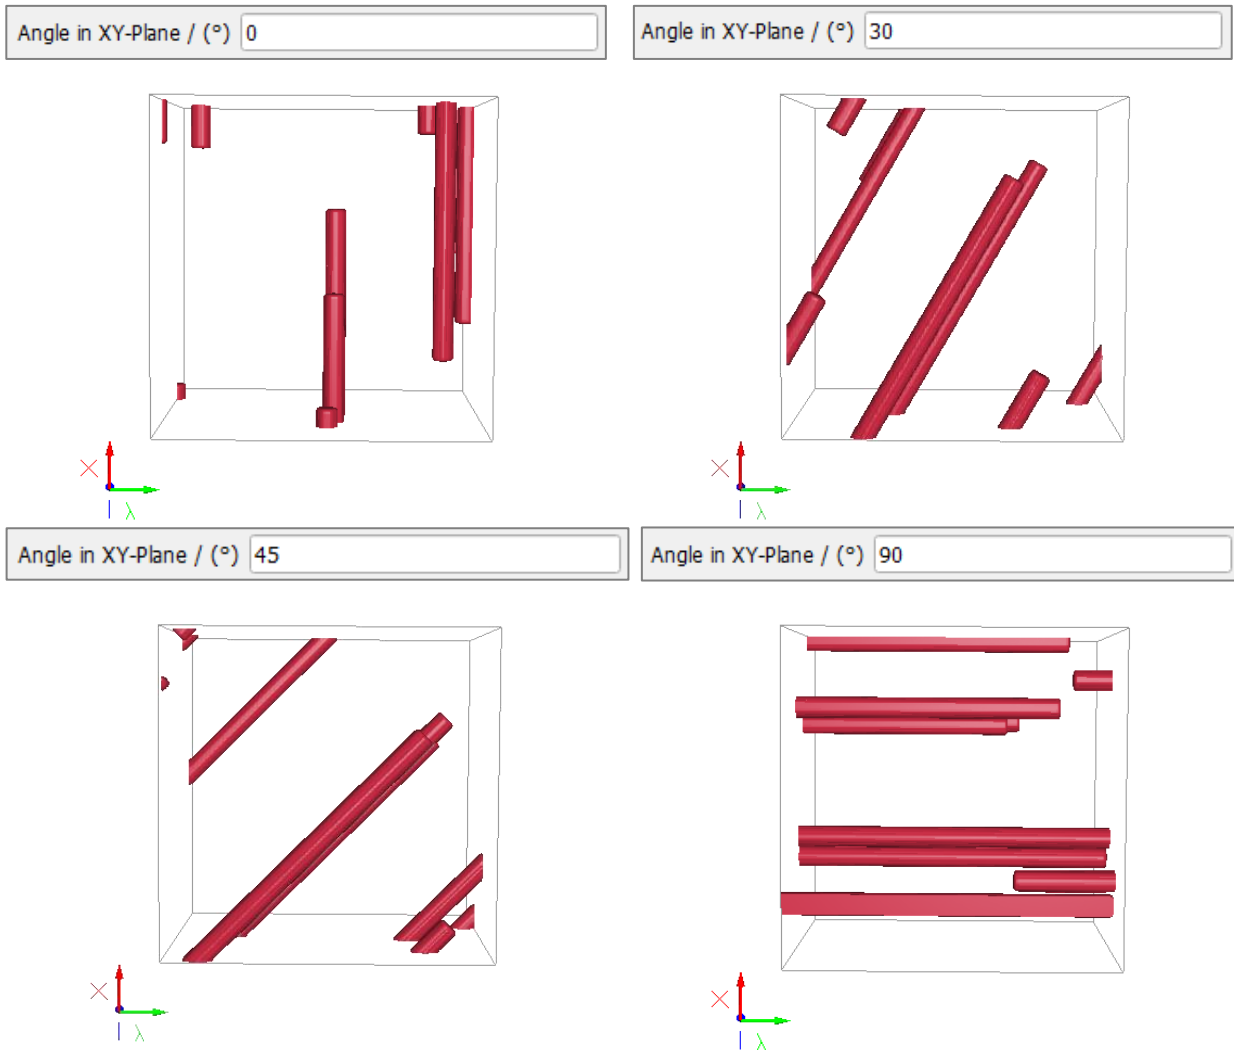 Angle in XY-Plane / (°) 0
Angle in XY-Plane / (°) 30
X
X
Angle in XY-Plane / (°) 45
Angle in XY-Plane / (°) 90
X
X